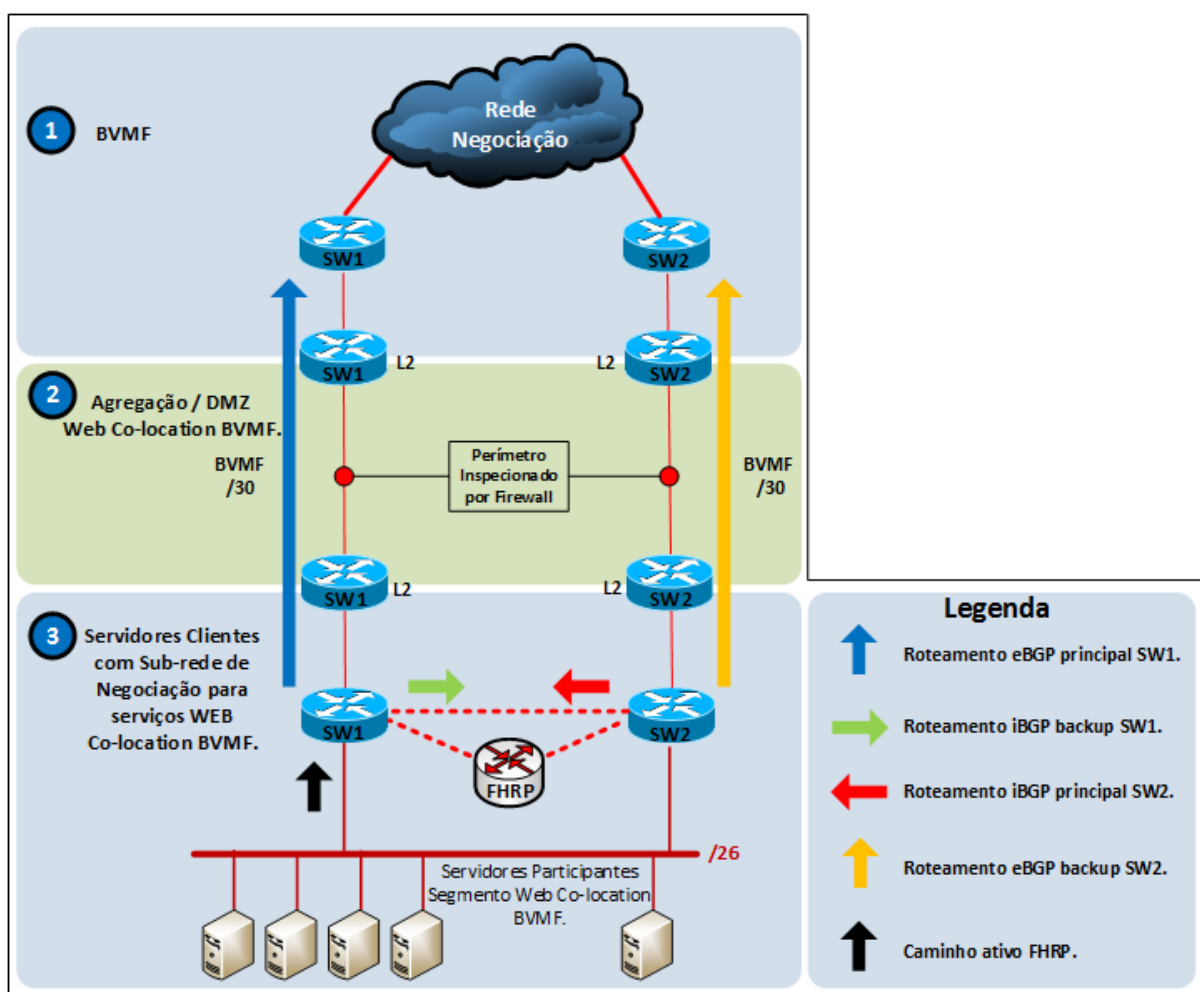 Rede
Negociação
1
BVMF
SW1
SW2
SW1
L2
L2
SW2
2
Agregação / DMZ
Web Co-location BVMF.
BVMF
/30
Perímetro
Inspecionado
por Firewall
BVMF
/30
SW1
L2
L2
SW2
3
Servidores Clientes
com Sub-rede de
Negociação para
serviços WEB
Co-location BVMF.
SW1
SW2
FHRP
/26
Servidores Participantes
Segmento Web Co-location
BVMF.
Legenda
Roteamento eBGP principal SW1.
Roteamento iBGP backup SW1.
Roteamento iBGP principal SW2.
Roteamento eBGP backup SW2.
Caminho ativo FHRP.